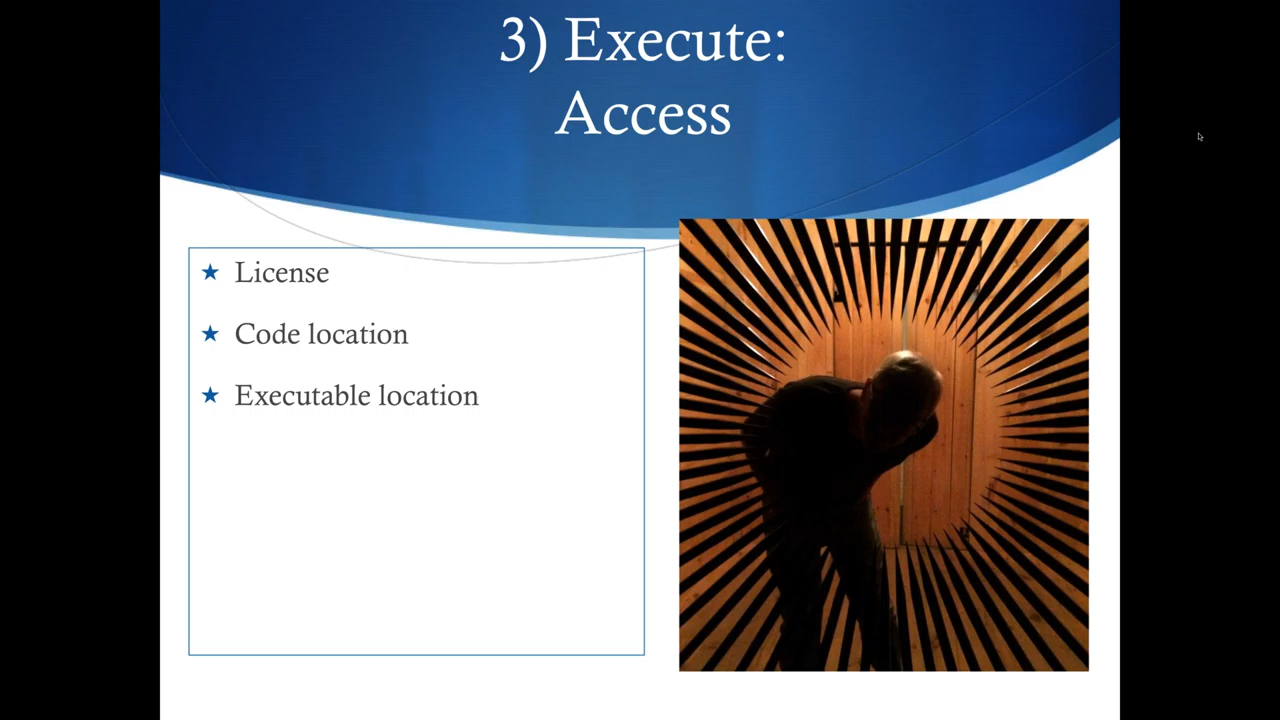 3) Execute:
Access
License
Code location
Executable location